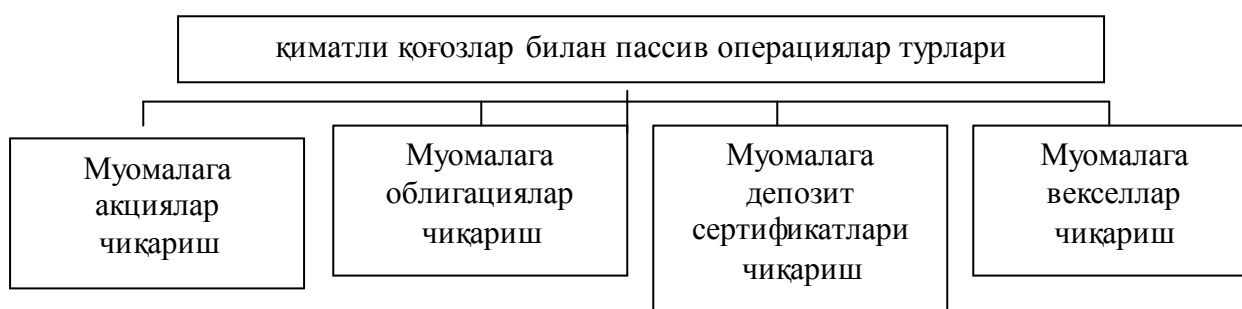 қиматли қоғозлар билан пассив операциялар турлари
Муомалага
акциялар
чиқариш
Муомалага
облигациялар
чиқариш
Муомалага
депозит
сертификатлари
чиқариш
Муомалага
векселлар
чиқариш